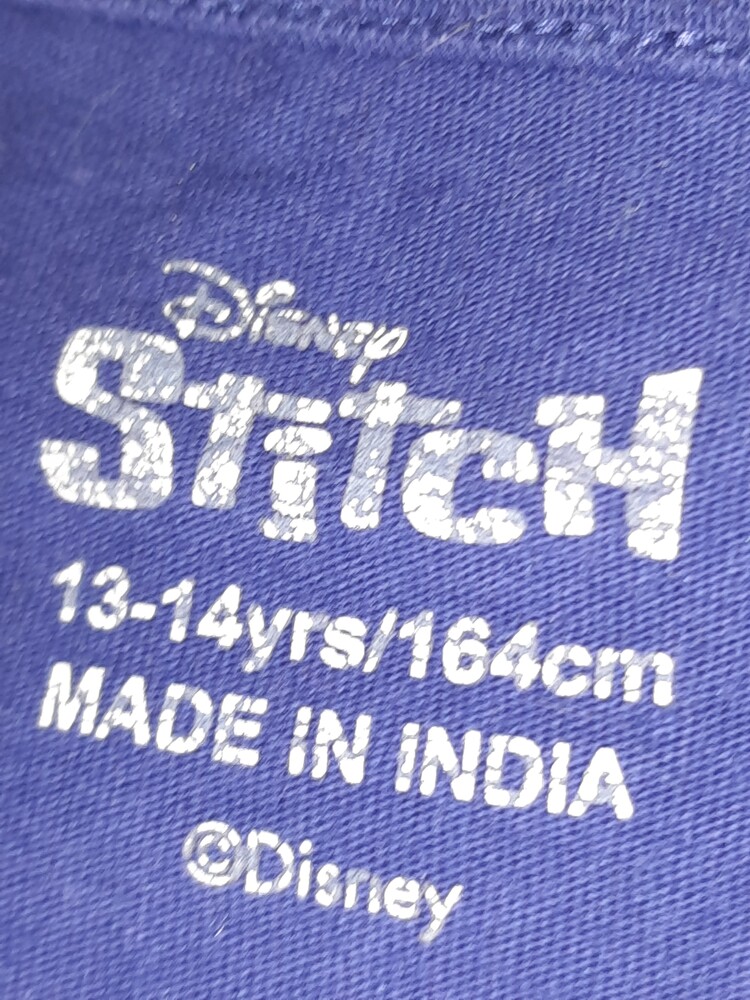 Disney
Stitch
13-14yrs/164cm
MADE IN INDIA
©Disney